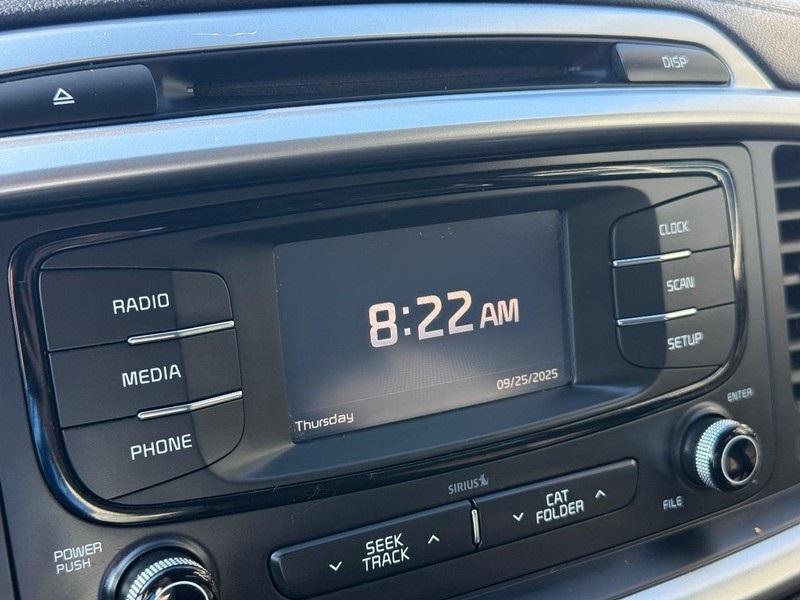 DISP
CLOCK
RADIO
SCAN
8:22 AM
MEDIA
SETUP
09/25/2025
Thursday
PHONE
ENTER
SIRIUS
CAT
FOLDER
FILE
SEEK
TRACK
POWER
PUSH